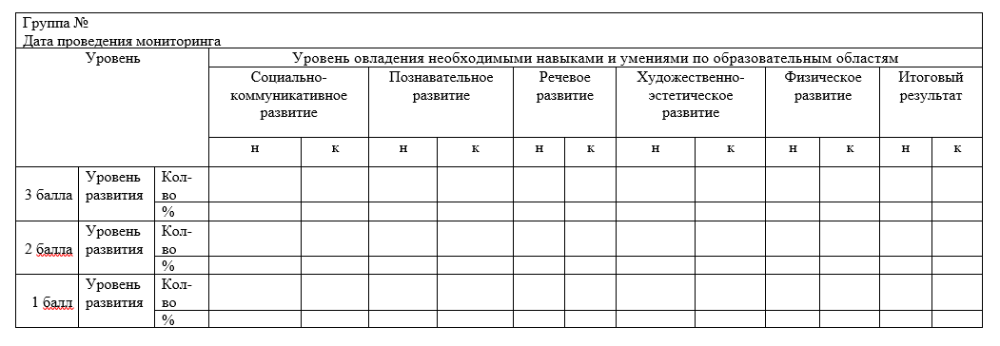 Группа №
Дата проведения мониторинга
Уровень
Уровень овладения необходимыми навыками и умениями по образовательным областям
Социально-
коммуникативное
развитие
Познавательное
развитие
Речевое
развитие
Художественно-
эстетическое
развитие
Физическое
развитие
Итоговый
результат
н к н к н к н к н к н к
3 балла
Уровень
развития
Кол-
во
%
2 балла
Уровень
развития
Кол-
во
%
1 балл
Уровень
развития
Кол-
во
%